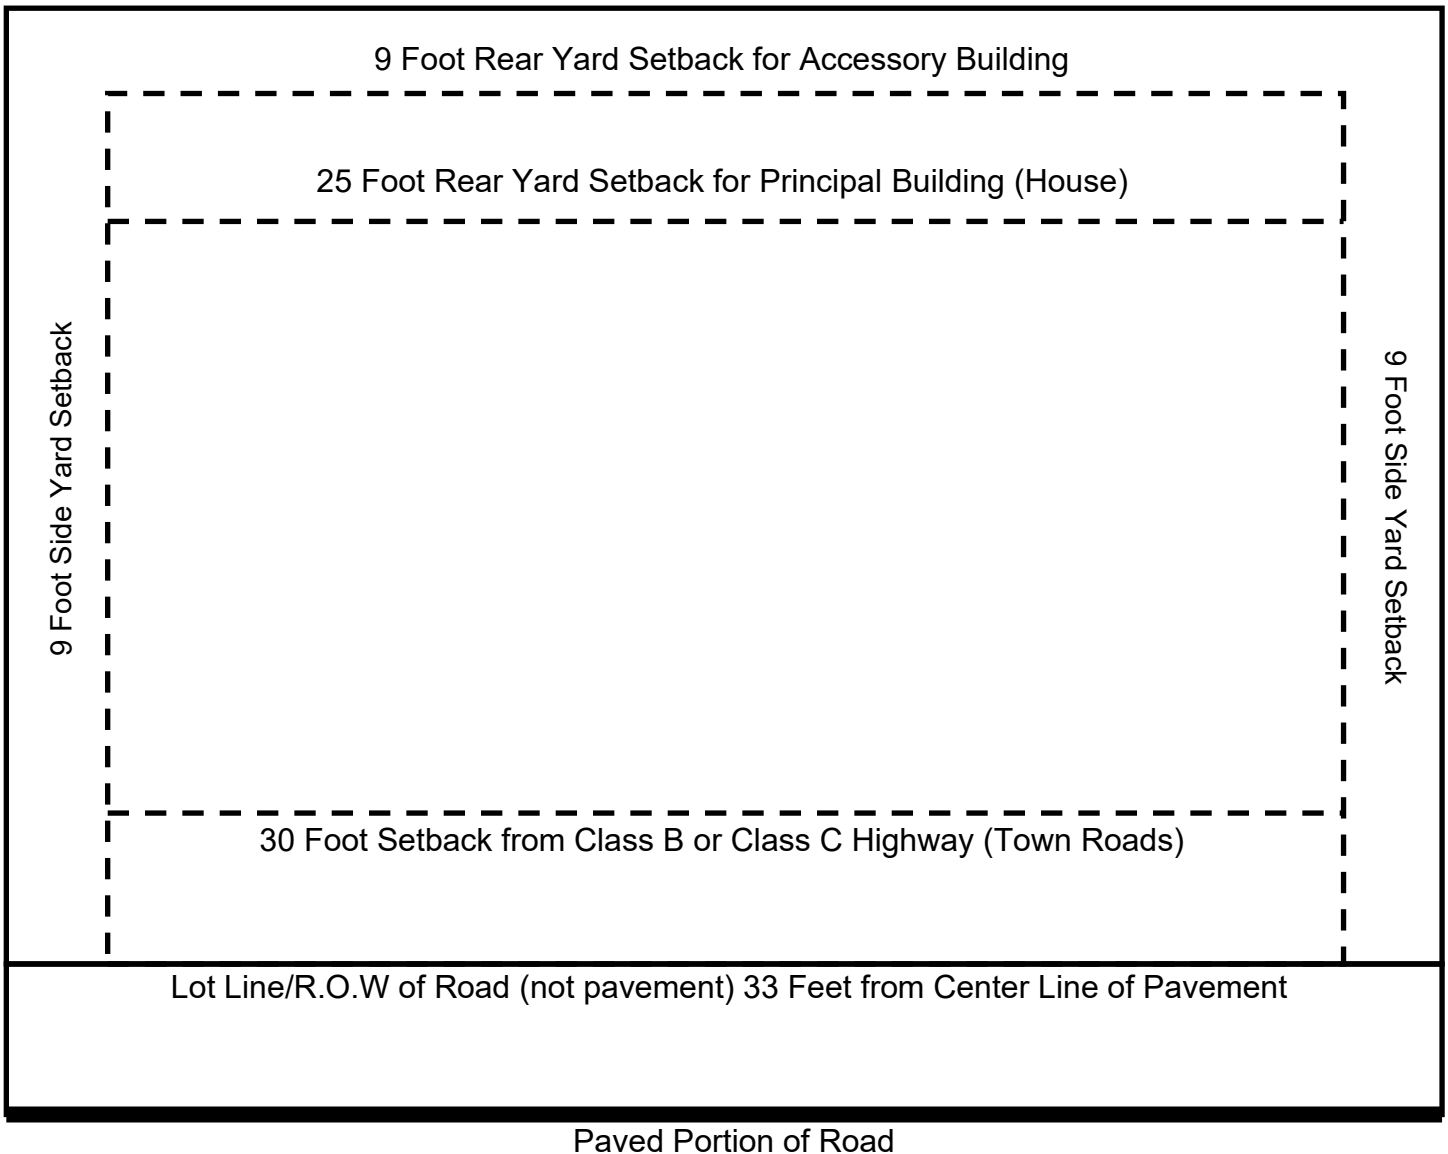 9 Foot Rear Yard Setback for Accessory Building
25 Foot Rear Yard Setback for Principal Building (House)
9 Foot Side Yard Setback
9 Foot Side Yard Setback
30 Foot Setback from Class B or Class C Highway (Town Roads)
Lot Line/R.O.W of Road (not pavement) 33 Feet from Center Line of Pavement
Paved Portion of Road